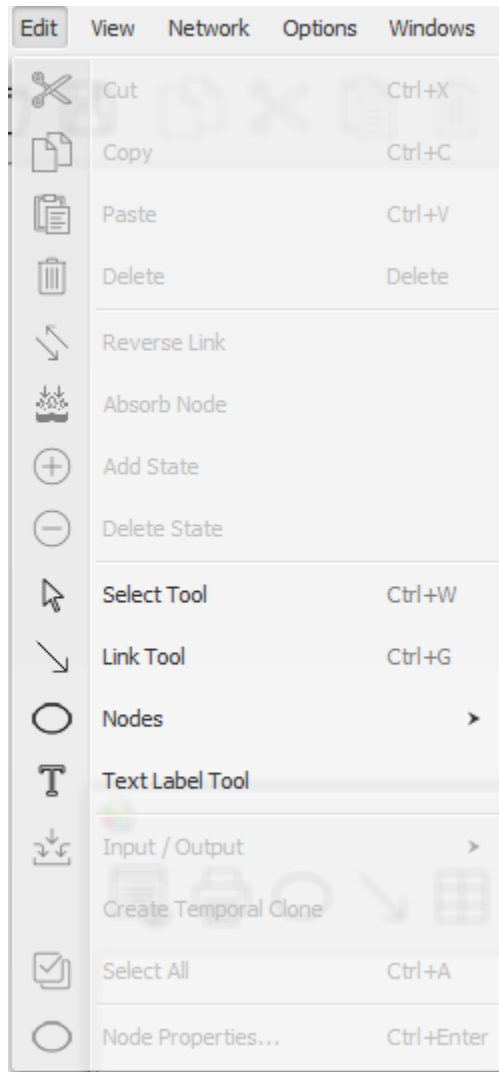 Edit View Network Options Windows
Cut Ctrl+X
Copy Ctrl+C
Paste Ctrl+V
Delete Delete
Reverse Link
Absorb Node
Add State
Delete State
Select Tool Ctrl+W
Link Tool Ctrl+G
Nodes
Text Label Tool
Input / Output
Create Temporal Clone
Select All Ctrl+A
Node Properties... Ctrl+Enter